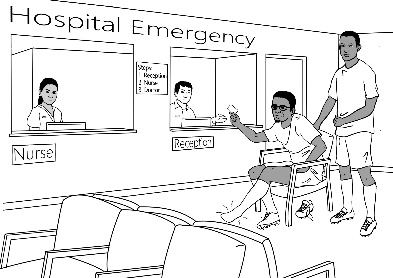 Hospital Emergency
Steps
1 Reception
2 Nurse
3 Doctor
Nurse
Reception